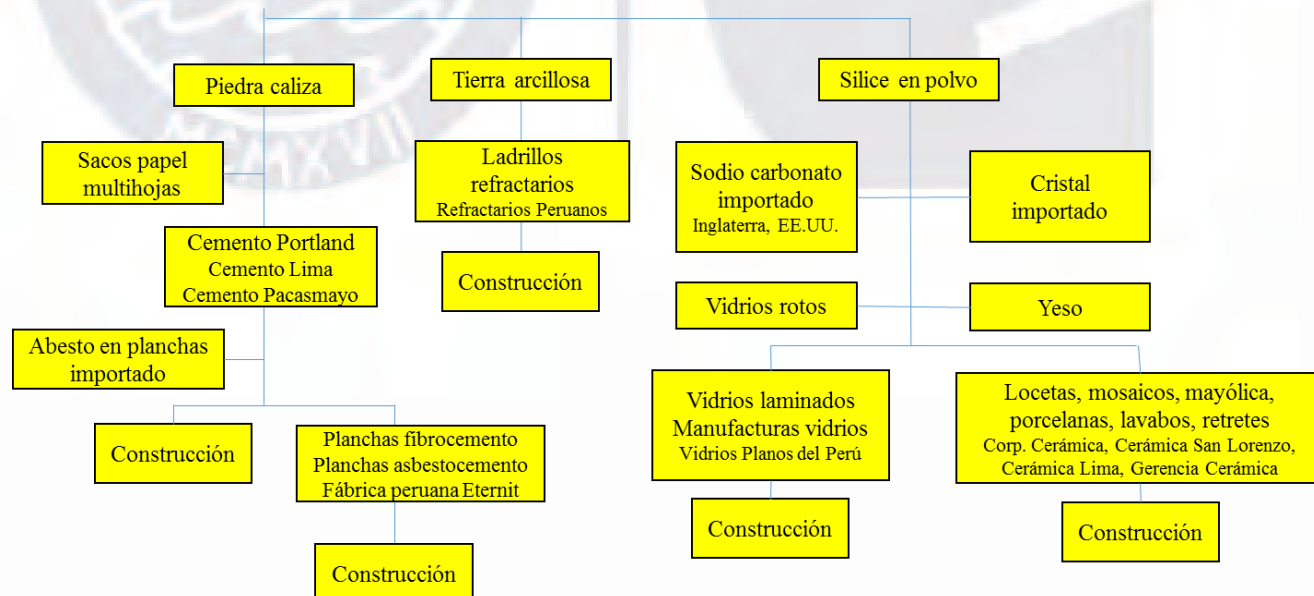 Piedra caliza
Tierra arcillosa
Silice en polvo
Sacos papel
multihojas
Ladrillos
refractarios
Refractarios Peruanos
Sodio carbonato
importado
Inglaterra, EE.UU.
Cristal
importado
Cemento Portland
Cemento Lima
Cemento Pacasmayo
Construcción
Vidrios rotos
Yeso
Abesto en planchas
importado
Vidrios laminados
Manufacturas vidrios
Vidrios Planos del Perú
Locetas, mosaicos, mayólica,
porcelanas, lavabos, retretes
Corp. Cerámica, Cerámica San Lorenzo,
Cerámica Lima, Gerencia Cerámica
Construcción
Planchas fibrocemento
Planchas asbestocemento
Fábrica peruana Eternit
Construcción
Construcción
Construcción